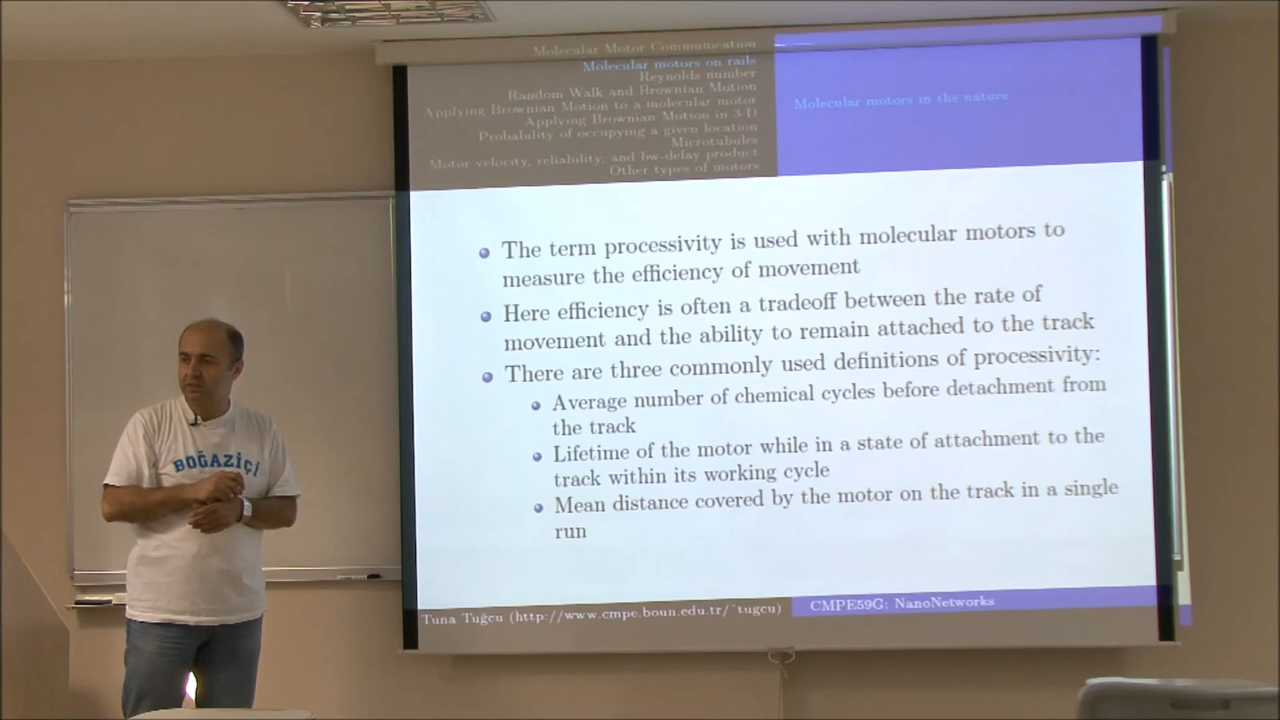 Molecular Motor Communication
Molecular motors on rails
Reynolds number
Random Walk and Brownian Motion
Applying Brownian Motion to a molecular motor
Applying Brownian Motion in 3-D
Probability of occupying a given location
Microtubules
Motor velocity, reliability, and bw-delay product
Other types of motors
Molecular motors in the nature
The term processivity is used with molecular motors to
measure the efficiency of movement
Here efficiency is often a tradeoff between the rate of
movement and the ability to remain attached to the track
There are three commonly used definitions of processivity:
Average number of chemical cycles before detachment from
the track
Lifetime of the motor while in a state of attachment to the
track within its working cycle
Mean distance covered by the motor on the track in a single
run
Tuna Tuğcu (http://www.cmpe.boun.edu.tr/~tugcu)
CMPE59G: NanoNetworks
BOĞAZİÇİ